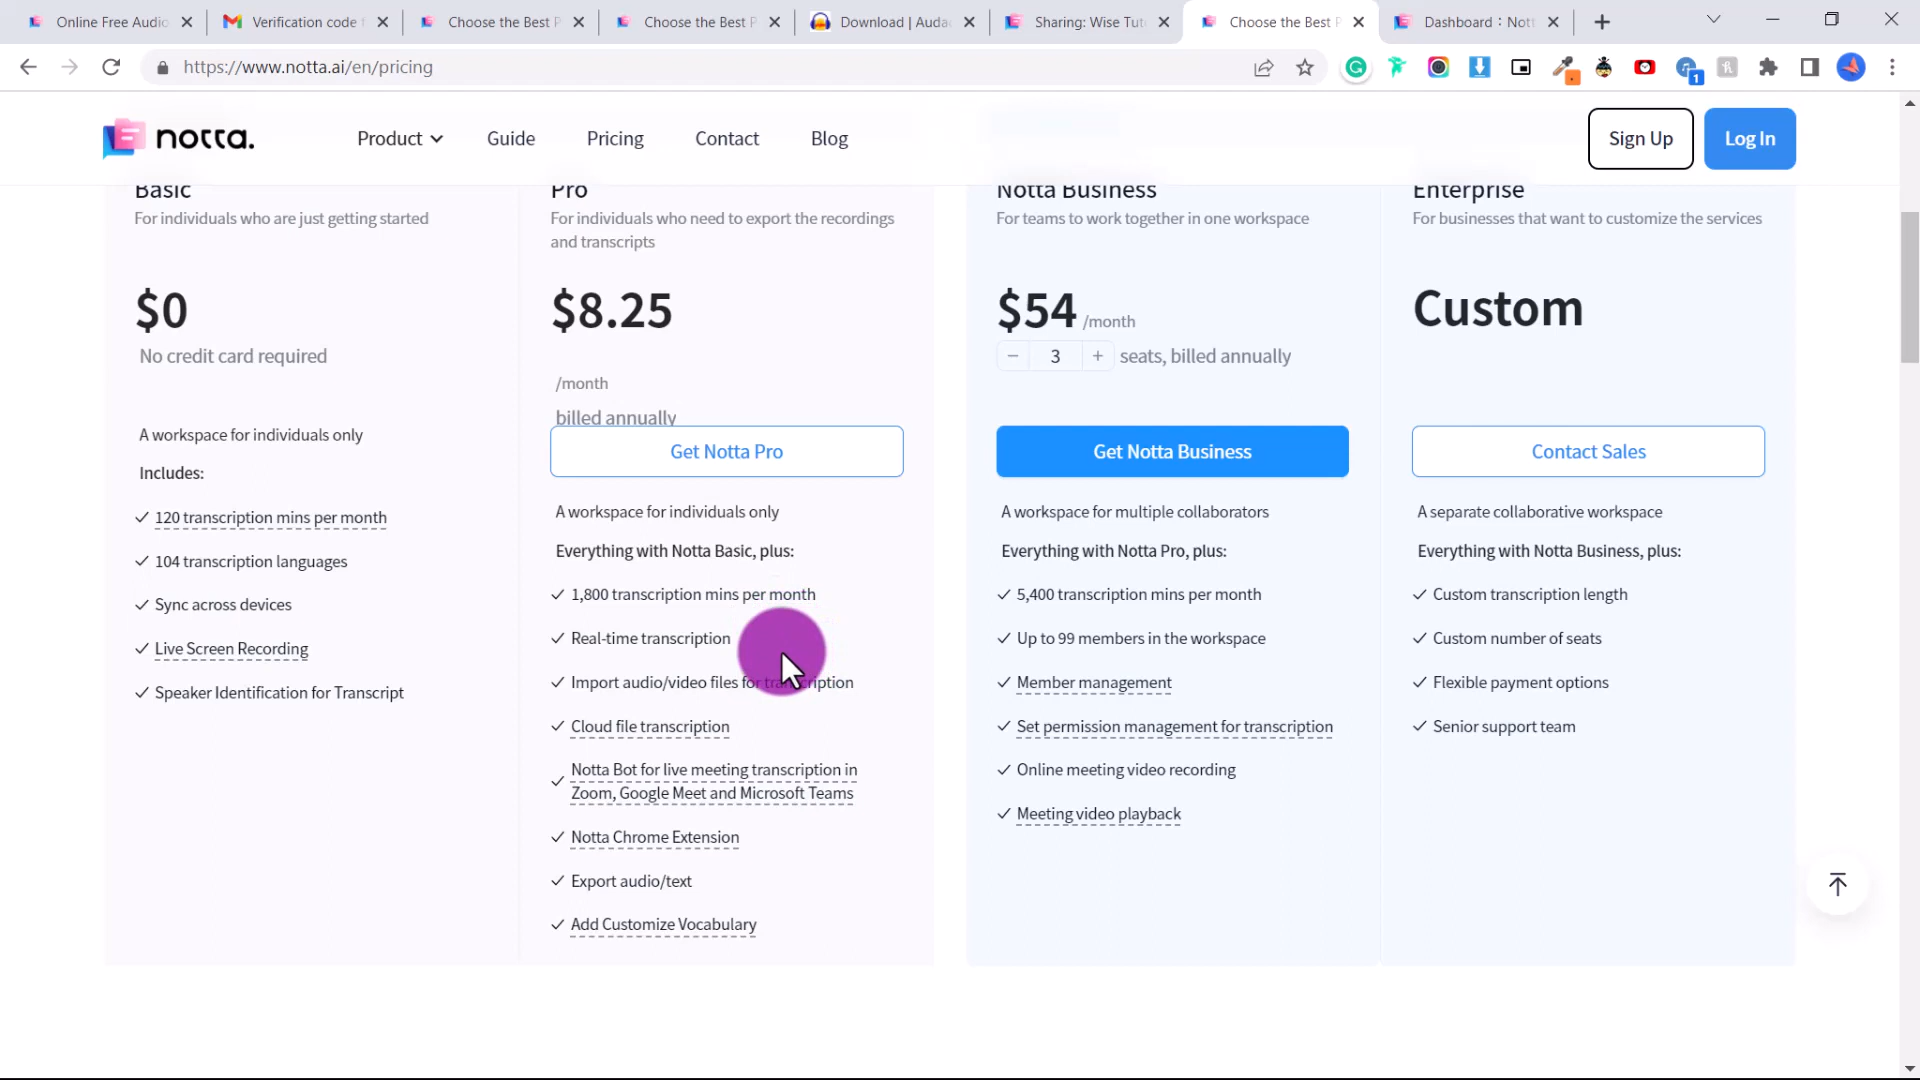 Online Free Audio
Verification code f
Choose the Best P
Choose the Best P
Download | Audac
Sharing: Wise Tuto
Choose the Best P
Dashboard : Nott
https://www.notta.ai/en/pricing
1
notta.
Product
Guide
Pricing
Contact
Blog
Sign Up
Log In
Basic
For individuals who are just getting started
$0
No credit card required
A workspace for individuals only
Includes:
120 transcription mins per month
104 transcription languages
Sync across devices
Live Screen Recording
Speaker Identification for Transcript
Pro
For individuals who need to export the recordings
and transcripts
$8.25
/month
billed annually
Get Notta Pro
A workspace for individuals only
Everything with Notta Basic, plus:
1,800 transcription mins per month
Real-time transcription
Import audio/video files for transcription
Cloud file transcription
Notta Bot for live meeting transcription in
Zoom, Google Meet and Microsoft Teams
Notta Chrome Extension
Export audio/text
Add Customize Vocabulary
Notta Business
For teams to work together in one workspace
$54 /month
− 3 + seats, billed annually
Get Notta Business
A workspace for multiple collaborators
Everything with Notta Pro, plus:
5,400 transcription mins per month
Up to 99 members in the workspace
Member management
Set permission management for transcription
Online meeting video recording
Meeting video playback
Enterprise
For businesses that want to customize the services
Custom
Contact Sales
A separate collaborative workspace
Everything with Notta Business, plus:
Custom transcription length
Custom number of seats
Flexible payment options
Senior support team